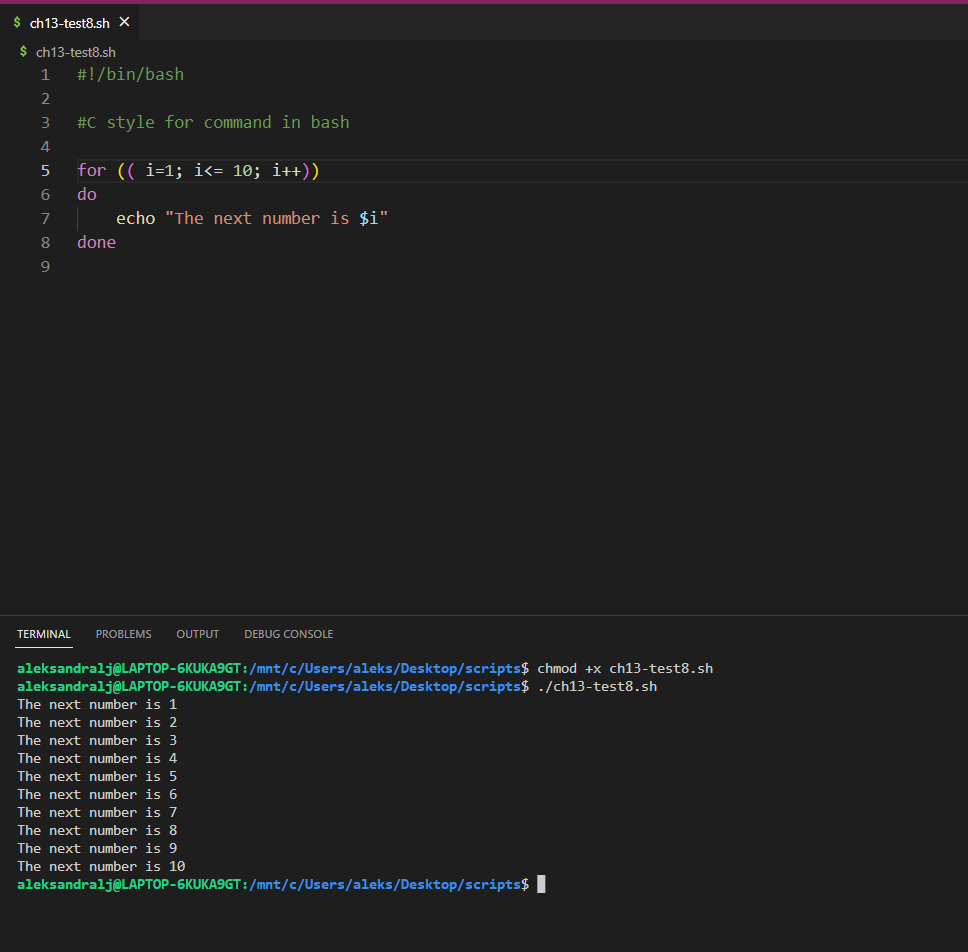 $ ch13-test8.sh ✕
$ ch13-test8.sh
1 #!/bin/bash
2
3 #C style for command in bash
4
5 for (( i=1; i<= 10; i++))
6 do
7     echo "The next number is $i"
8 done
9
TERMINAL PROBLEMS OUTPUT DEBUG CONSOLE
aleksandralj@LAPTOP-6KUKA9GT:/mnt/c/Users/aleks/Desktop/scripts$ chmod +x ch13-test8.sh
aleksandralj@LAPTOP-6KUKA9GT:/mnt/c/Users/aleks/Desktop/scripts$ ./ch13-test8.sh
The next number is 1
The next number is 2
The next number is 3
The next number is 4
The next number is 5
The next number is 6
The next number is 7
The next number is 8
The next number is 9
The next number is 10
aleksandralj@LAPTOP-6KUKA9GT:/mnt/c/Users/aleks/Desktop/scripts$